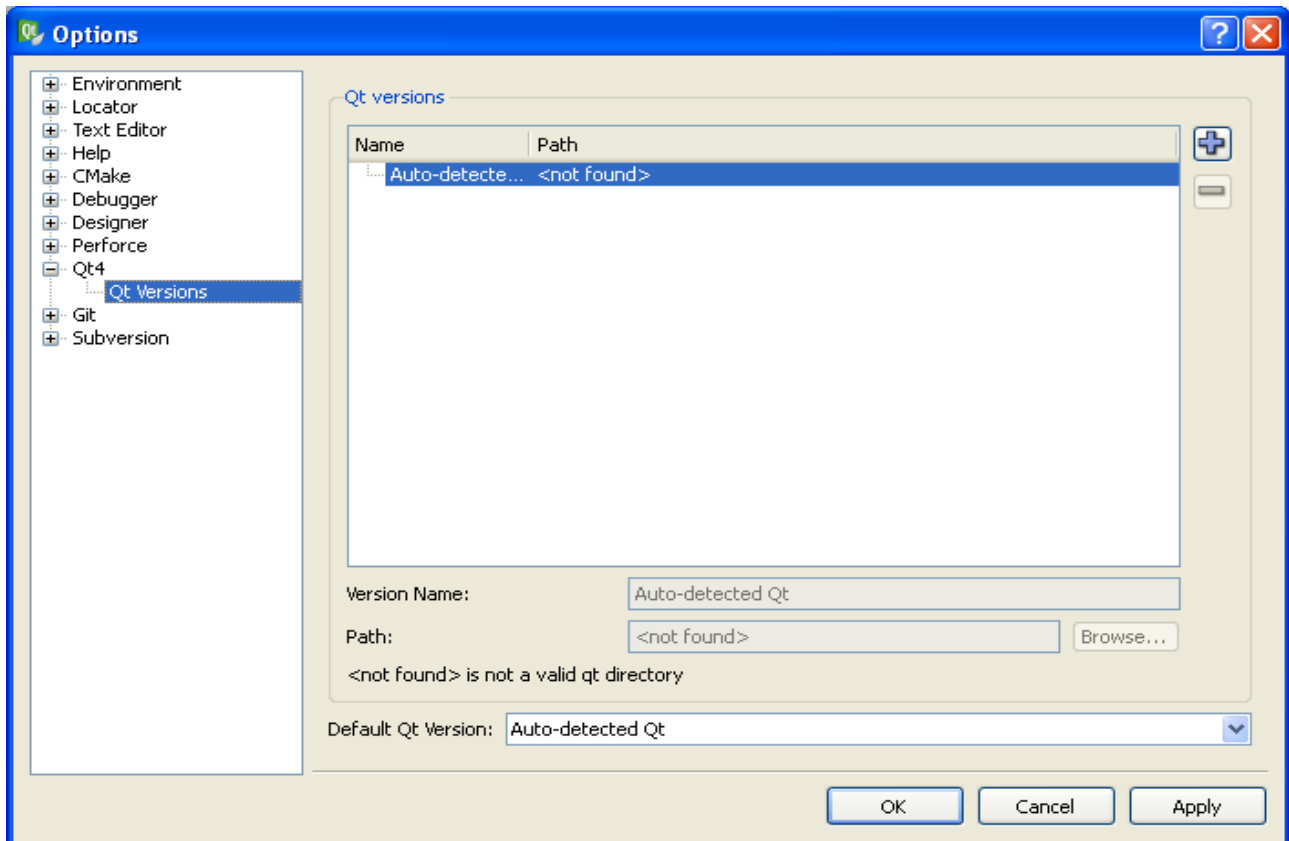 Options
Environment
Locator
Text Editor
Help
CMake
Debugger
Designer
Perforce
Qt4
Qt Versions
Git
Subversion
Qt versions
Name Path
Auto-detecte... <not found>
Version Name: Auto-detected Qt
Path: <not found> Browse...
<not found> is not a valid qt directory
Default Qt Version: Auto-detected Qt
OK Cancel Apply